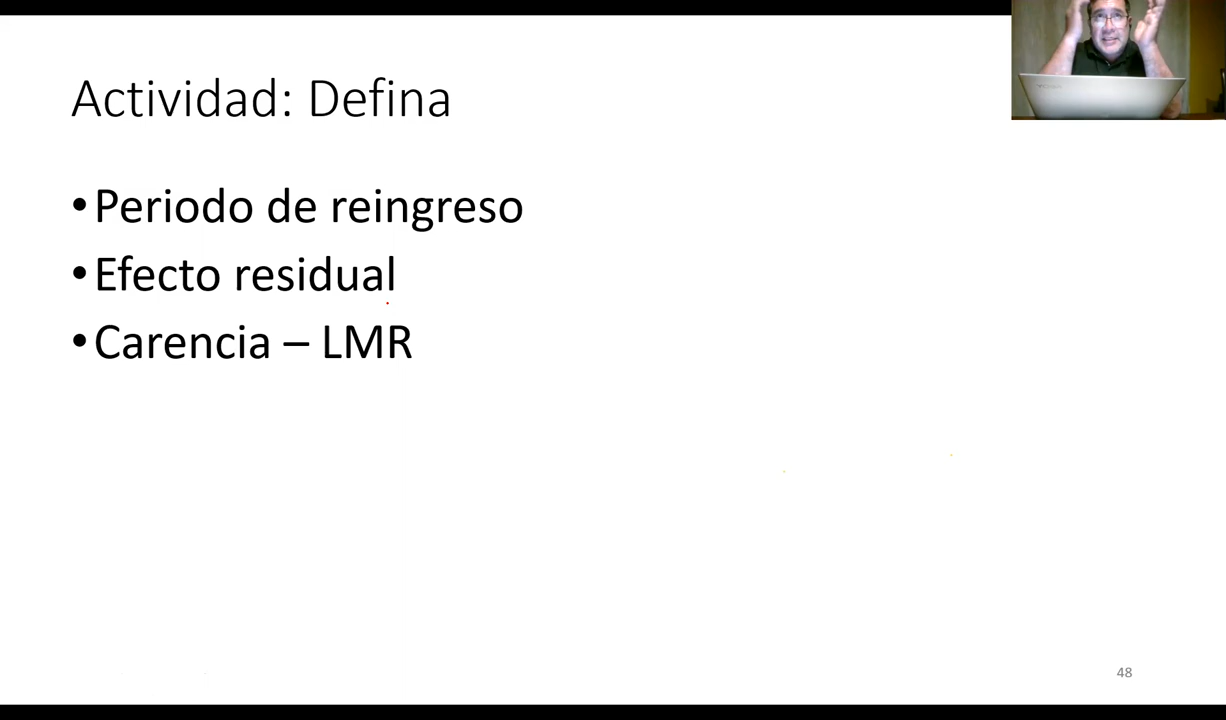 Actividad: Defina
•Periodo de reingreso
•Efecto residual
•Carencia – LMR
48